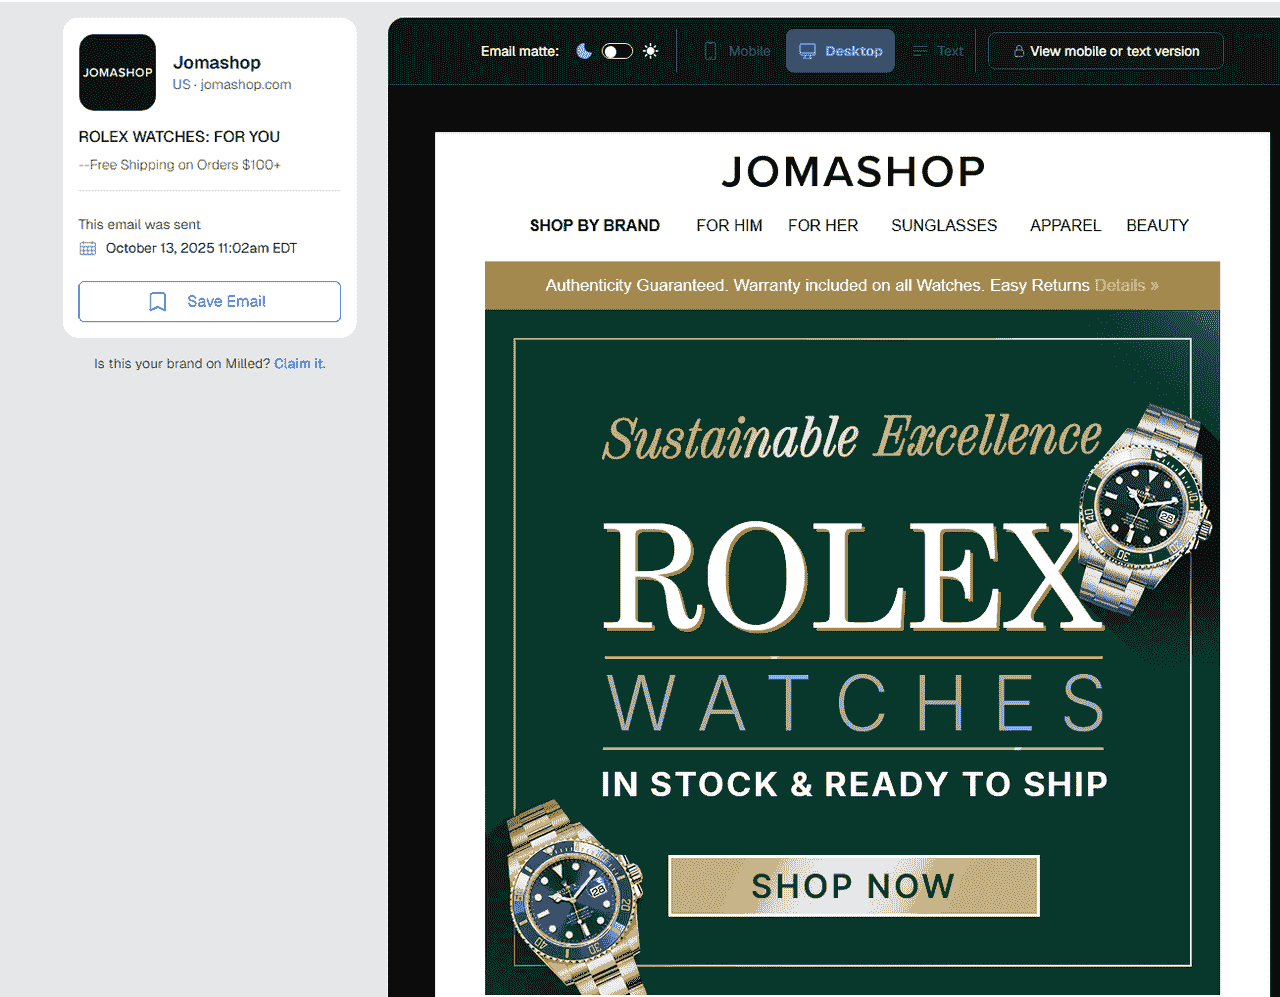 JOMASHOP
Jomashop
US · jomashop.com
ROLEX WATCHES: FOR YOU
--Free Shipping on Orders $100+
This email was sent
October 13, 2025 11:02am EDT
Save Email
Is this your brand on Milled? Claim it.
Email matte:
Mobile
Desktop
Text
View mobile or text version
JOMASHOP
SHOP BY BRAND FOR HIM FOR HER SUNGLASSES APPAREL BEAUTY
Authenticity Guaranteed. Warranty included on all Watches. Easy Returns Details »
Sustainable Excellence
ROLEX
WATCHES
IN STOCK & READY TO SHIP
SHOP NOW